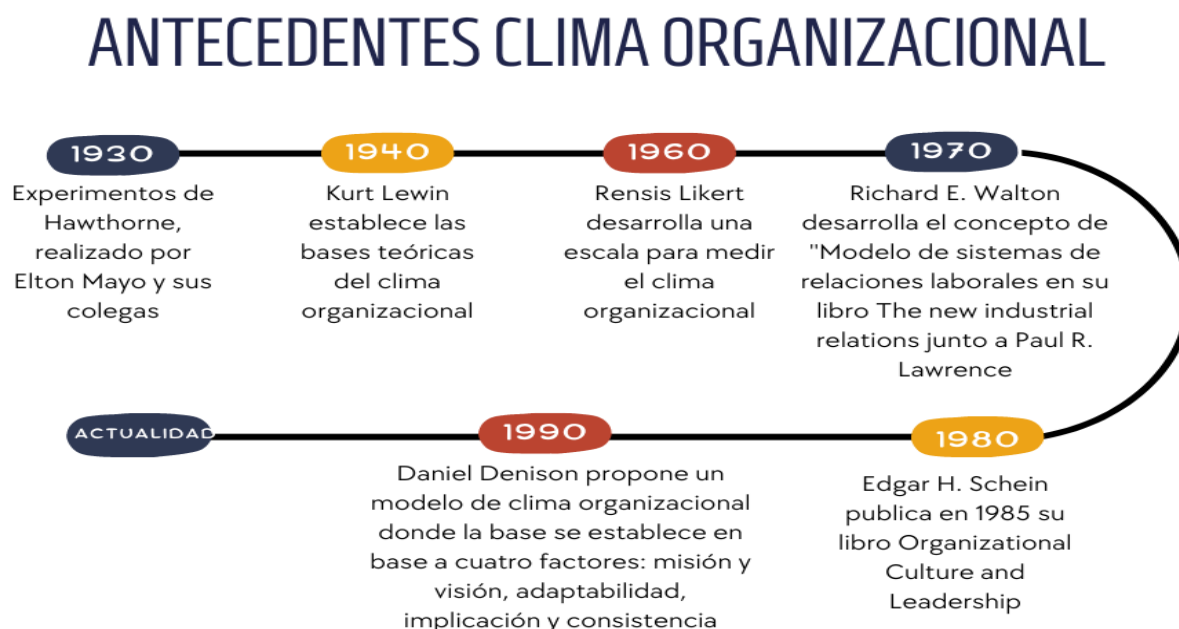 ANTECEDENTES CLIMA ORGANIZACIONAL
1930
Experimentos de
Hawthorne,
realizado por
Elton Mayo y sus
colegas
1940
Kurt Lewin
establece las
bases teóricas
del clima
organizacional
1960
Rensis Likert
desarrolla una
escala para medir
el clima
organizacional
1970
Richard E. Walton
desarrolla el concepto de
"Modelo de sistemas de
relaciones laborales en su
libro The new industrial
relations junto a Paul R.
Lawrence
1980
Edgar H. Schein
publica en 1985 su
libro Organizational
Culture and
Leadership
1990
Daniel Denison propone un
modelo de clima organizacional
donde la base se establece en
base a cuatro factores: misión y
visión, adaptabilidad,
implicación y consistencia
ACTUALIDAD